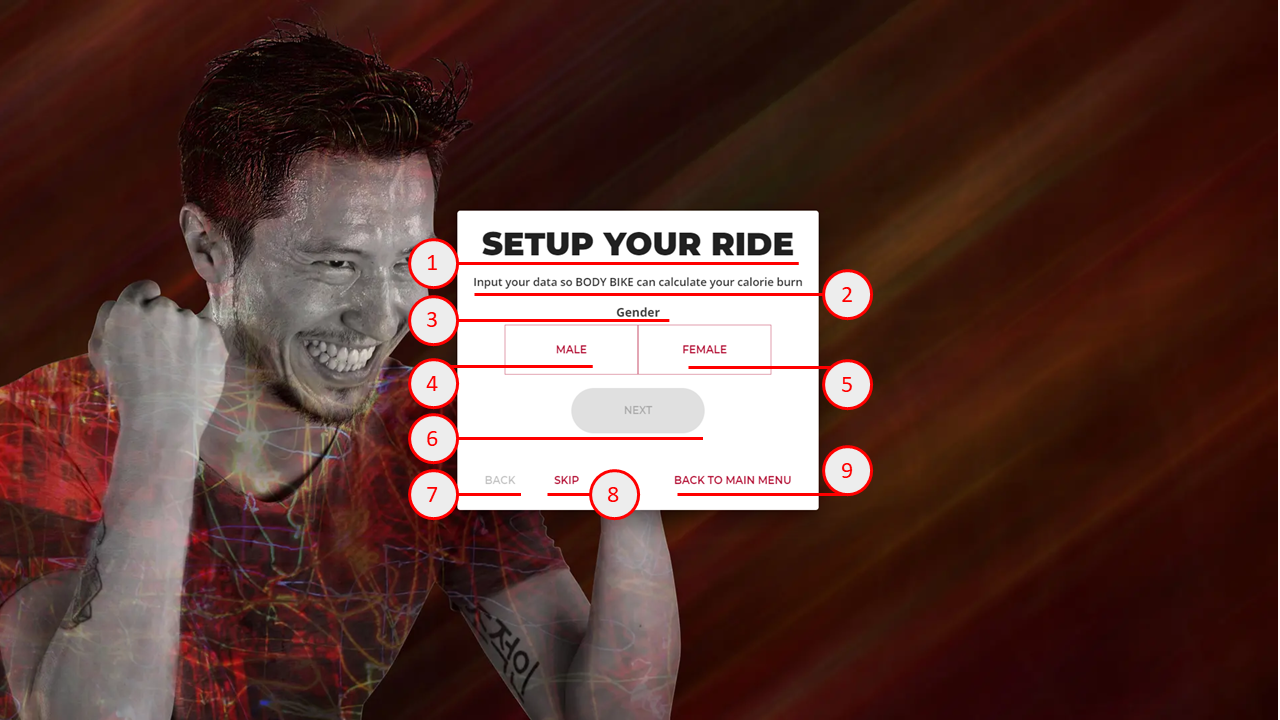 SETUP YOUR RIDE
1
Input your data so BODY BIKE can calculate your calorie burn
2
3
Gender
MALE
FEMALE
4
5
NEXT
6
BACK
SKIP
BACK TO MAIN MENU
9
7
8